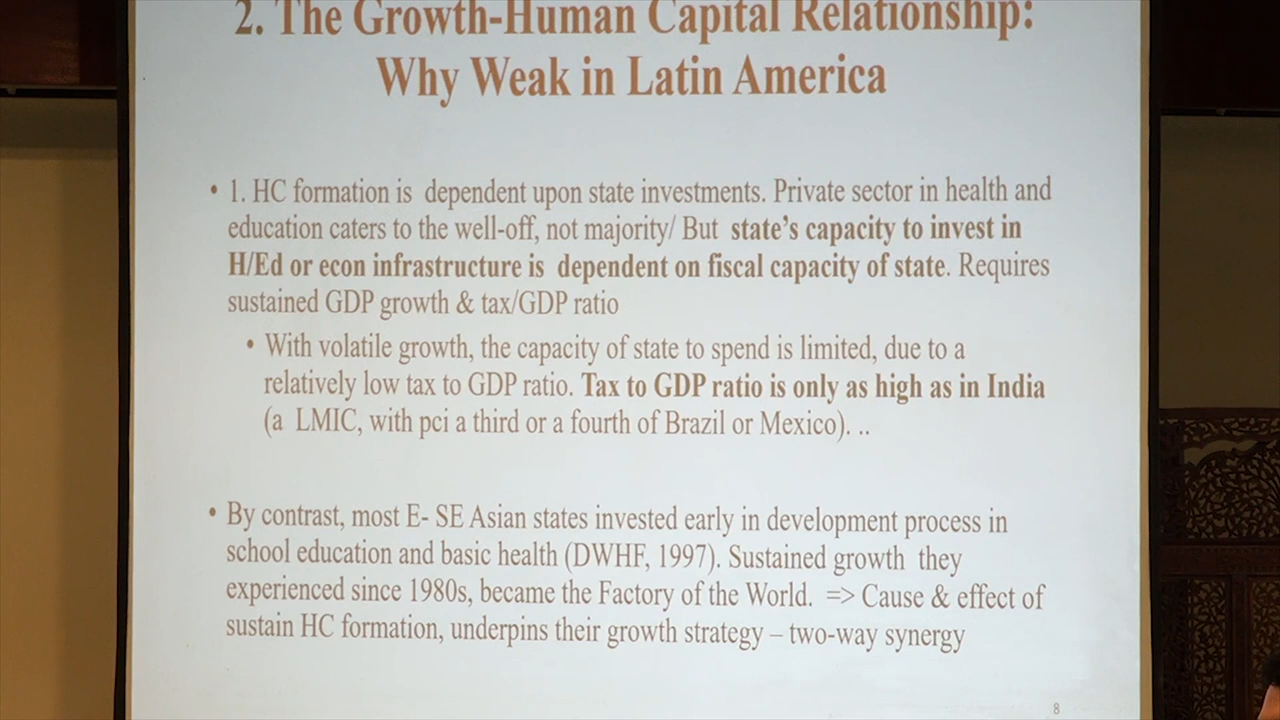 2. The Growth-Human Capital Relationship:
Why Weak in Latin America
• 1. HC formation is dependent upon state investments. Private sector in health and
education caters to the well-off, not majority/ But state's capacity to invest in
H/Ed or econ infrastructure is dependent on fiscal capacity of state. Requires
sustained GDP growth & tax/GDP ratio
• With volatile growth, the capacity of state to spend is limited, due to a
relatively low tax to GDP ratio. Tax to GDP ratio is only as high as in India
(a LMIC, with pci a third or a fourth of Brazil or Mexico). ..
• By contrast, most E- SE Asian states invested early in development process in
school education and basic health (DWHF, 1997). Sustained growth they
experienced since 1980s, became the Factory of the World. => Cause & effect of
sustain HC formation, underpins their growth strategy – two-way synergy
8